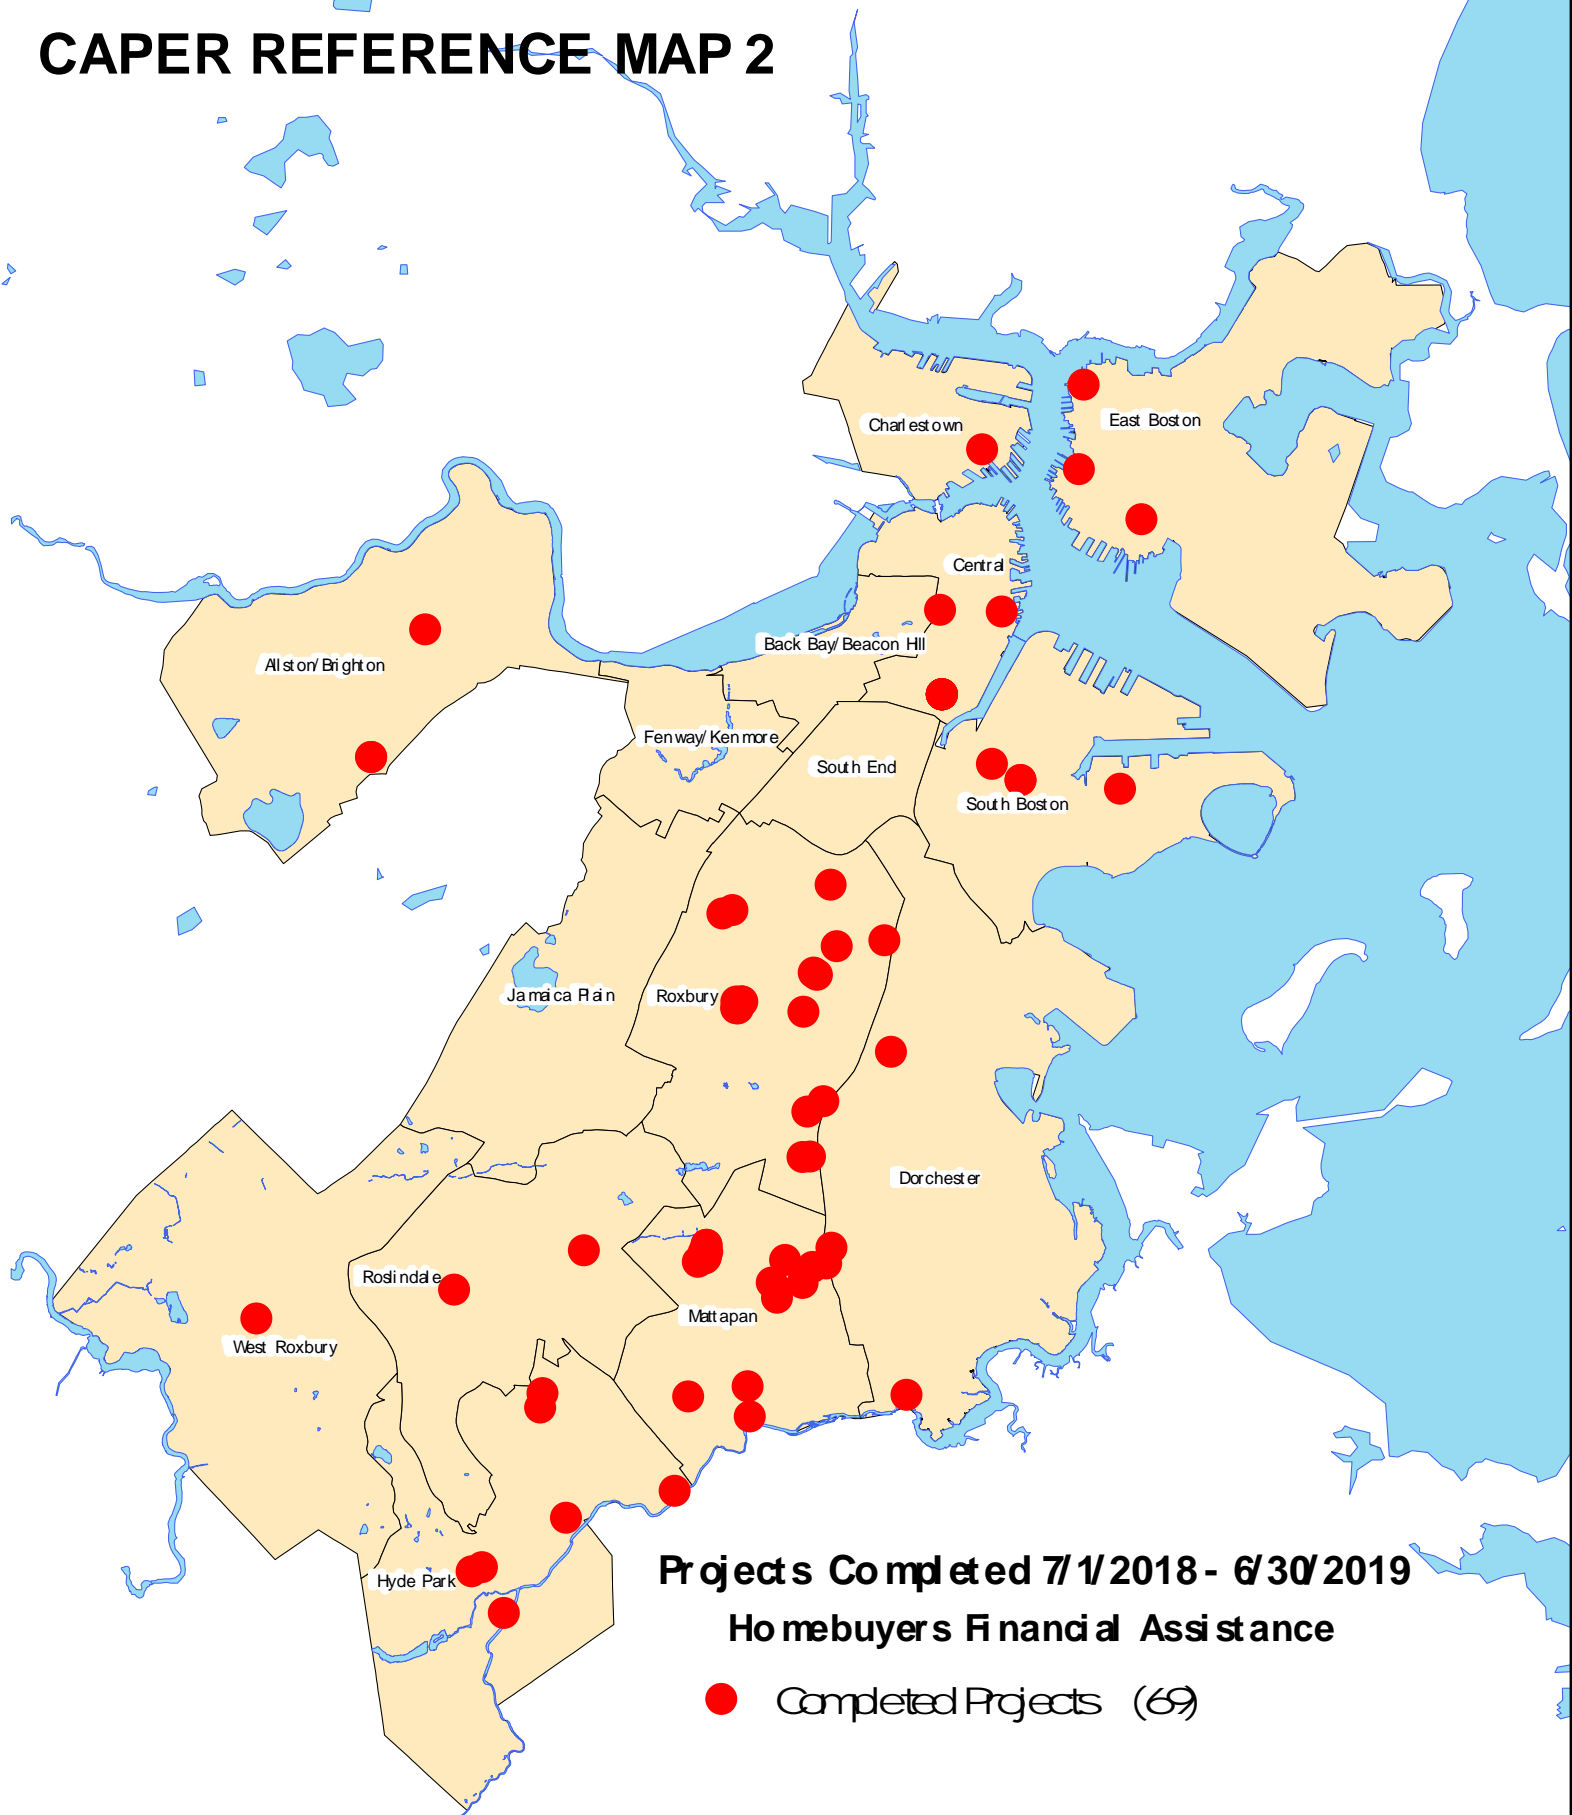 CAPER REFERENCE MAP 2
Charlestown
East Boston
Central
Back Bay/Beacon Hill
Allston/Brighton
Fenway/Kenmore
South End
South Boston
Jamaica Plain
Roxbury
Dorchester
Roslindale
Mattapan
West Roxbury
Hyde Park
Projects Completed 7/1/2018 - 6/30/2019
Homebuyers Financial Assistance
Completed Projects (69)